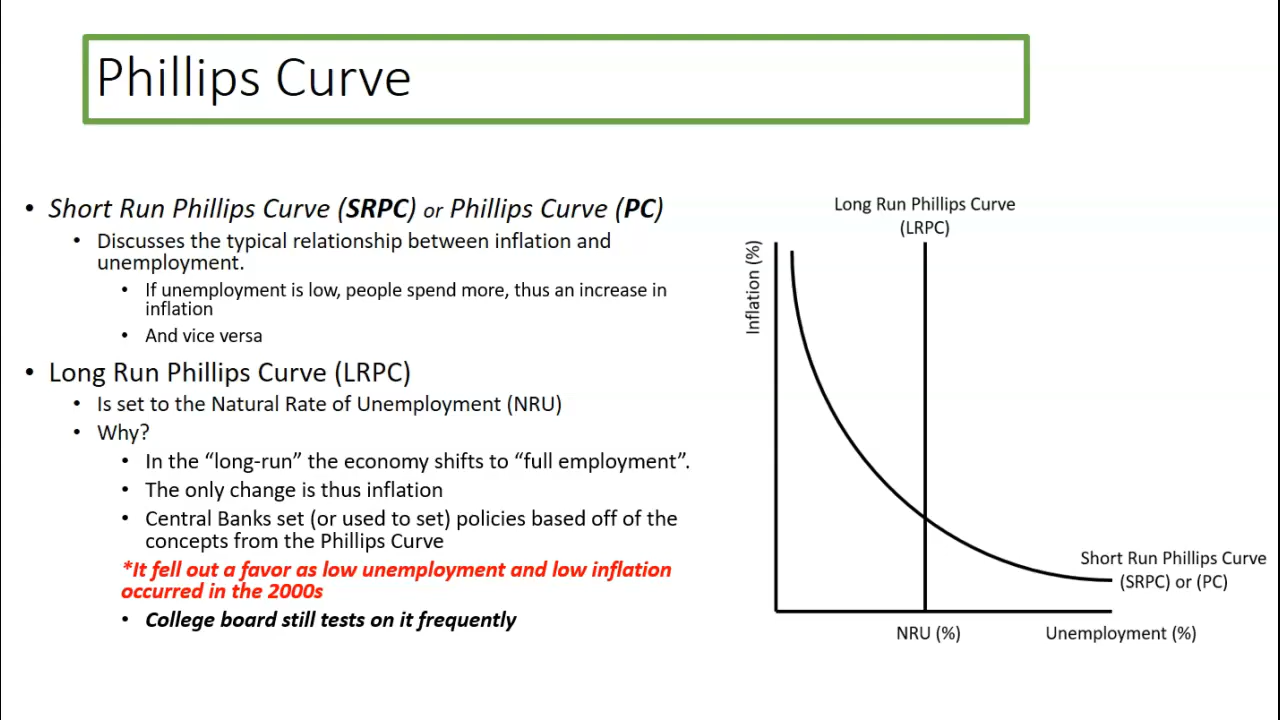 Phillips Curve
• Short Run Phillips Curve (SRPC) or Phillips Curve (PC)
• Discusses the typical relationship between inflation and
unemployment.
• If unemployment is low, people spend more, thus an increase in
inflation
• And vice versa
• Long Run Phillips Curve (LRPC)
• Is set to the Natural Rate of Unemployment (NRU)
• Why?
• In the “long-run” the economy shifts to “full employment”.
• The only change is thus inflation
• Central Banks set (or used to set) policies based off of the
concepts from the Phillips Curve
*It fell out a favor as low unemployment and low inflation
occurred in the 2000s
• College board still tests on it frequently
Long Run Phillips Curve
(LRPC)
Inflation (%)
Short Run Phillips Curve
(SRPC) or (PC)
NRU (%)
Unemployment (%)